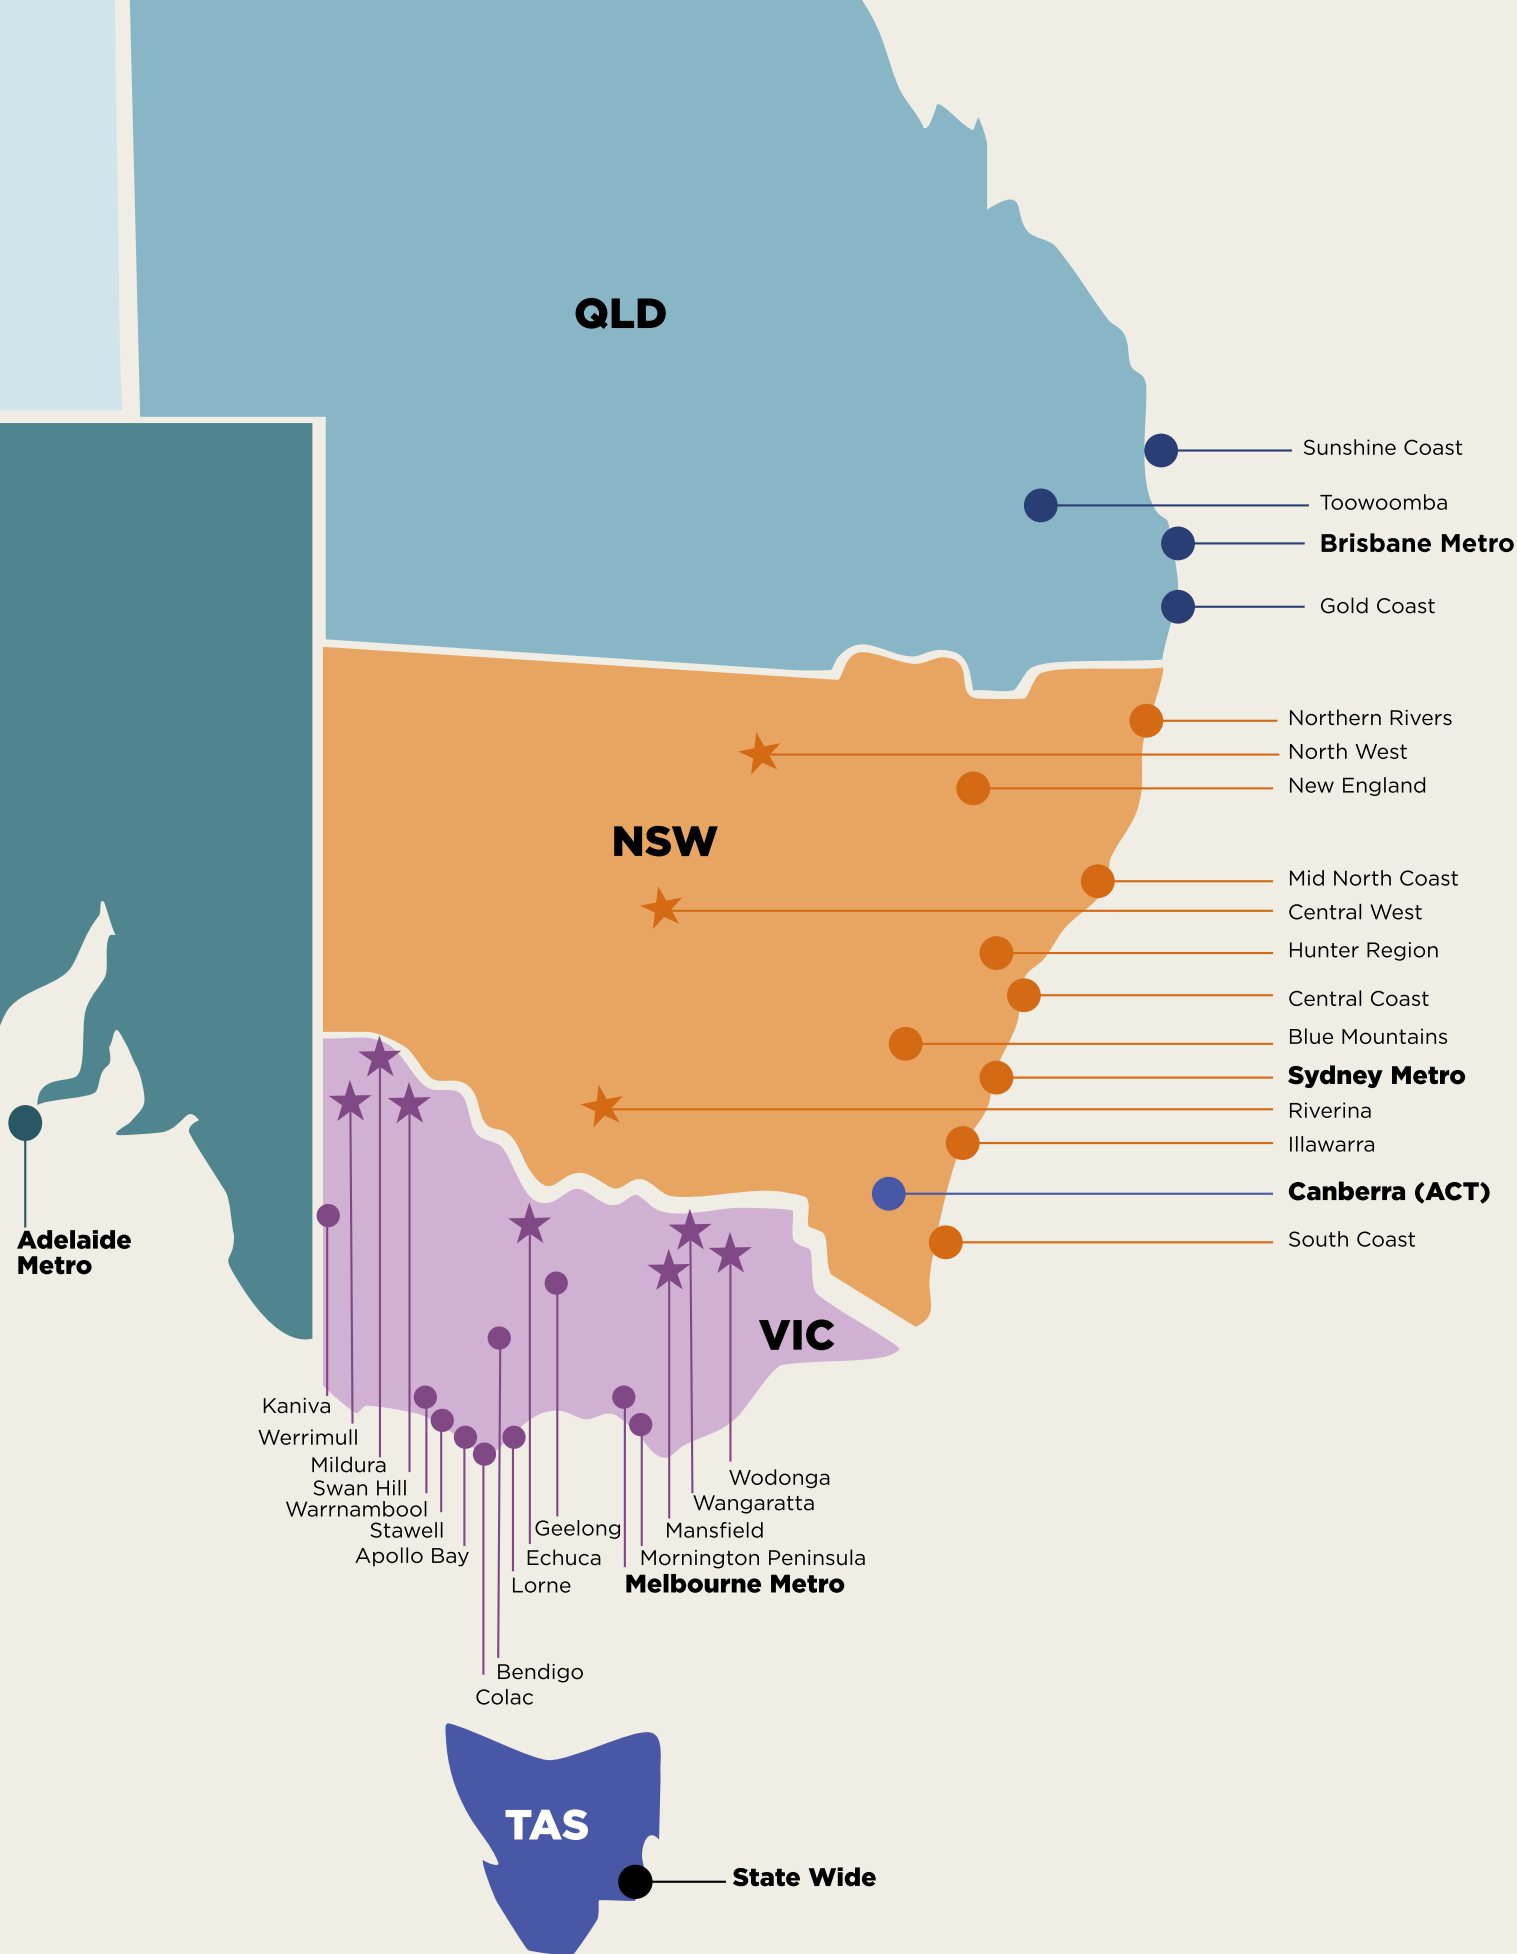 QLD
Sunshine Coast
Toowoomba
Brisbane Metro
Gold Coast
Northern Rivers
North West
New England
NSW
Mid North Coast
Central West
Hunter Region
Central Coast
Blue Mountains
Sydney Metro
Riverina
Illawarra
Canberra (ACT)
South Coast
Adelaide
Metro
VIC
Kaniva
Werrimull
Mildura
Swan Hill
Warrnambool
Stawell
Apollo Bay
Wodonga
Wangaratta
Geelong
Mansfield
Echuca
Mornington Peninsula
Lorne
Melbourne Metro
Bendigo
Colac
TAS
State Wide